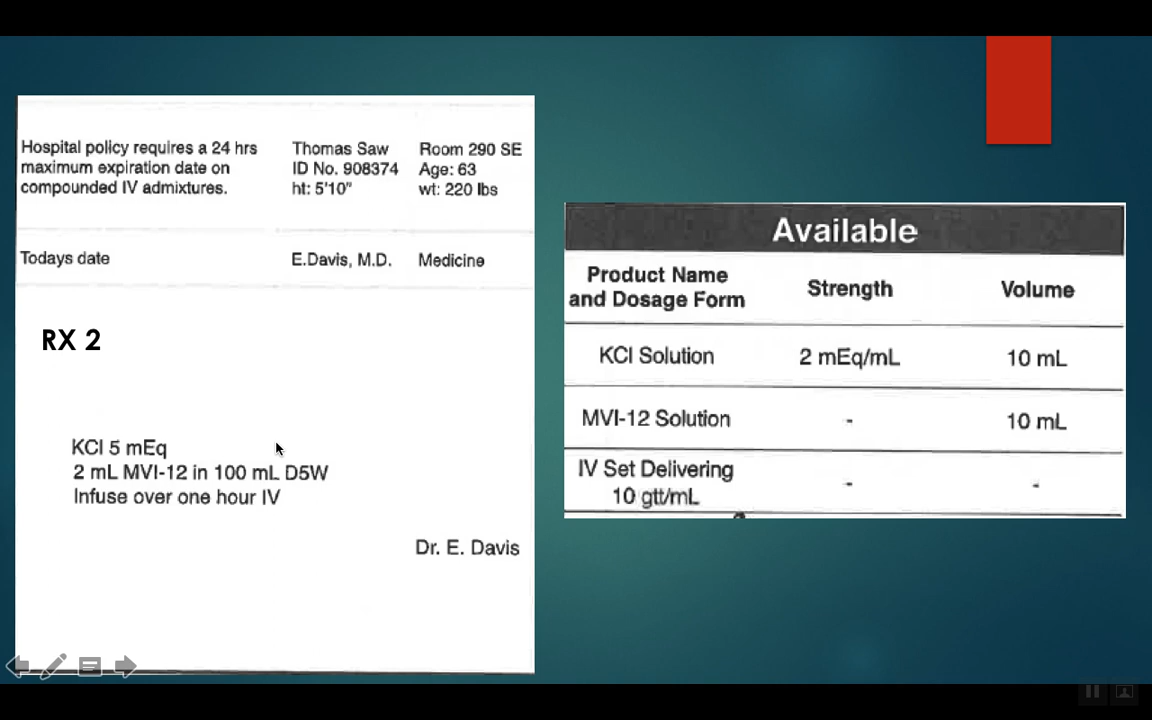 Hospital policy requires a 24 hrs
maximum expiration date on
compounded IV admixtures.
Thomas Saw
ID No. 908374
ht: 5'10"
Room 290 SE
Age: 63
wt: 220 lbs
Todays date
E.Davis, M.D.
Medicine
RX 2
KCl 5 mEq
2 mL MVI-12 in 100 mL D5W
Infuse over one hour IV
Dr. E. Davis
Available
Product Name
and Dosage Form
Strength
Volume
KCl Solution
2 mEq/mL
10 mL
MVI-12 Solution
-
10 mL
IV Set Delivering
10 gtt/mL
-
-